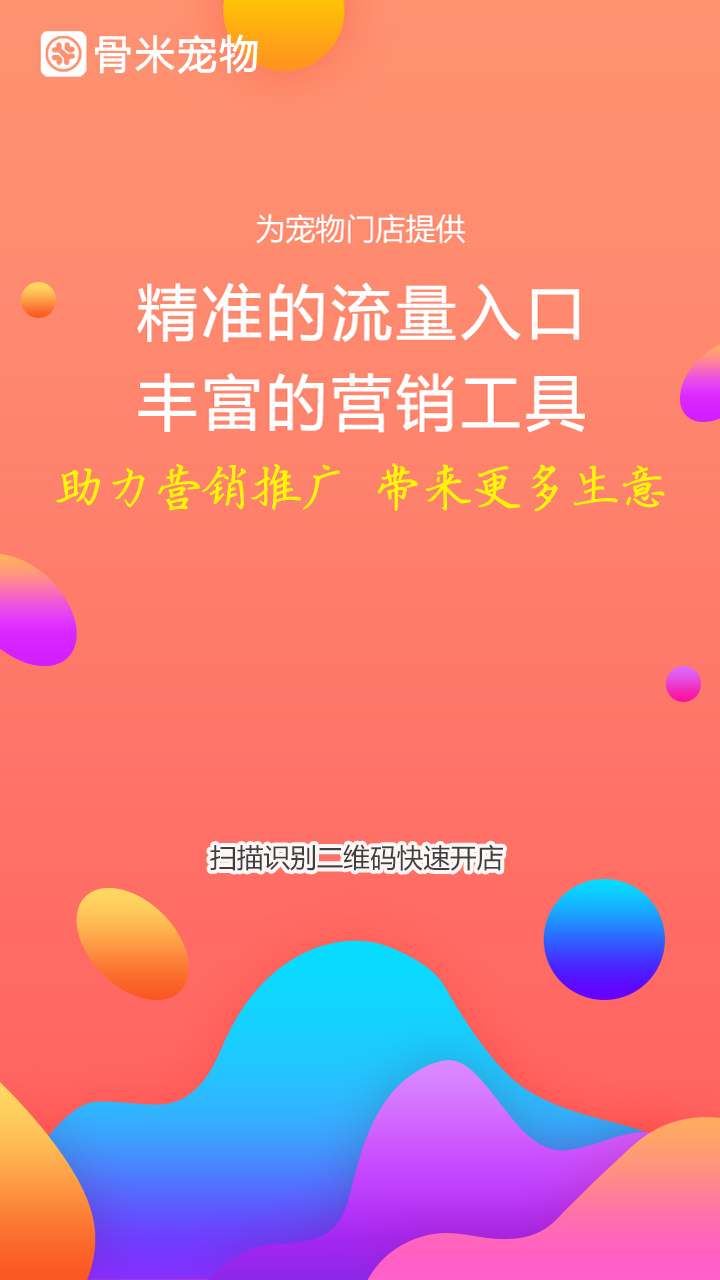 骨米宠物
为宠物门店提供
精准的流量入口
丰富的营销工具
助力营销推广 带来更多生意
扫描识别二维码快速开店